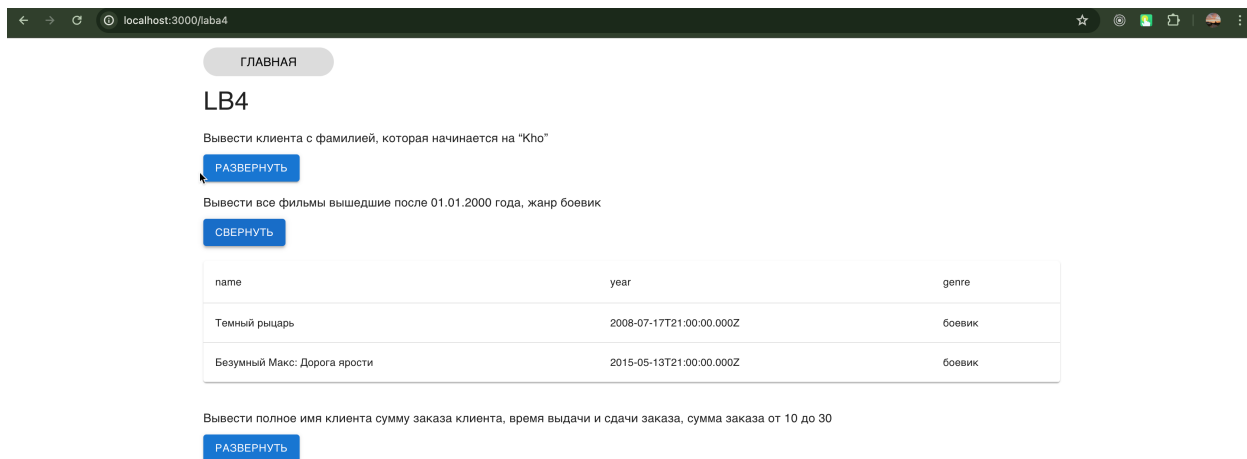 localhost:3000/laba4
ГЛАВНАЯ
LB4
Вывести клиента с фамилией, которая начинается на “Kho”
РАЗВЕРНУТЬ
Вывести все фильмы вышедшие после 01.01.2000 года, жанр боевик
СВЕРНУТЬ
name year genre
Темный рыцарь 2008-07-17T21:00:00.000Z боевик
Безумный Макс: Дорога ярости 2015-05-13T21:00:00.000Z боевик
Вывести полное имя клиента сумму заказа клиента, время выдачи и сдачи заказа, сумма заказа от 10 до 30
РАЗВЕРНУТЬ